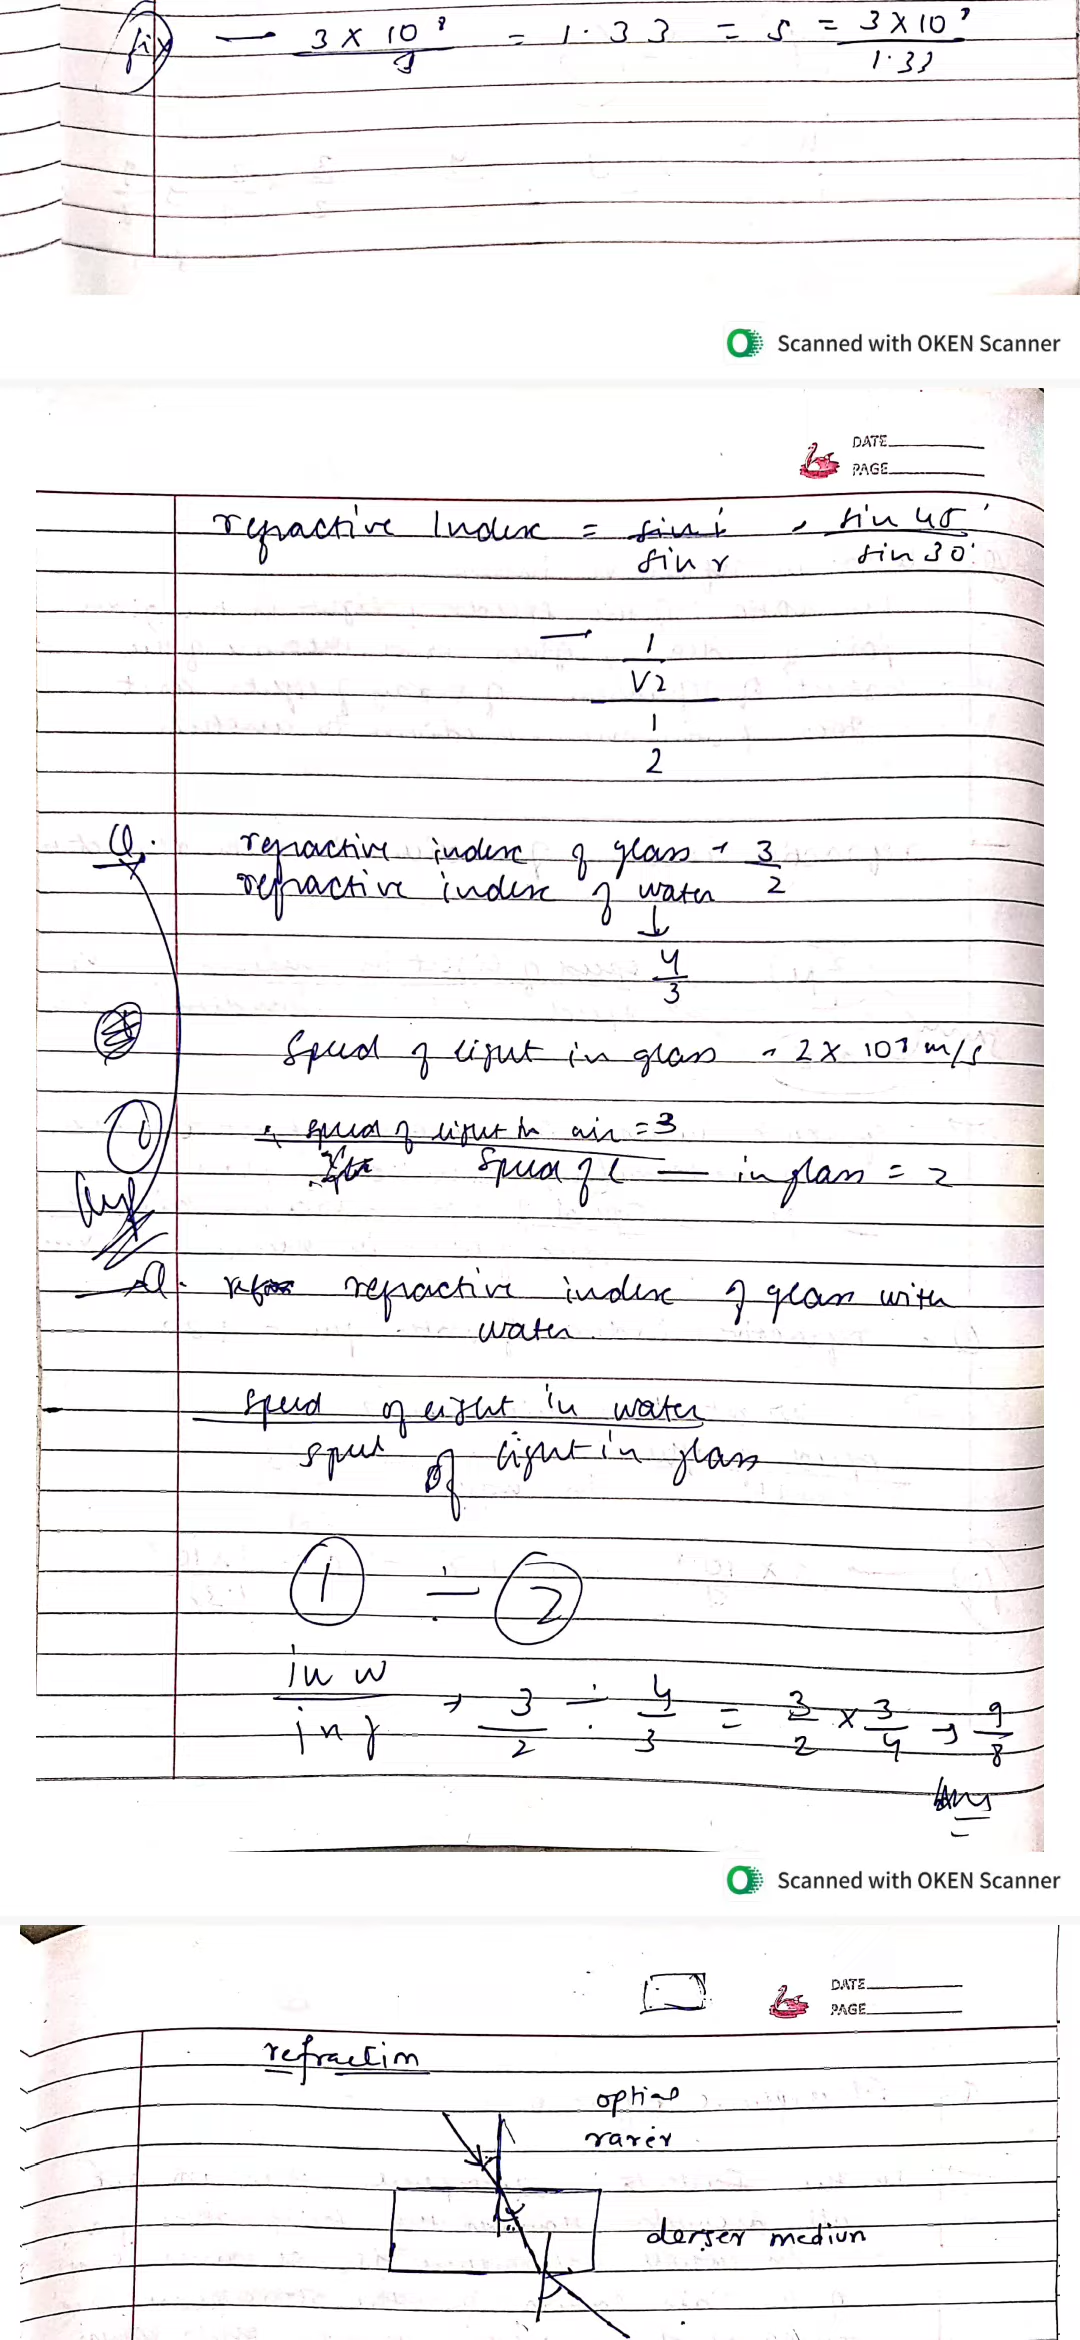 3 X 10⁸ / s = 1.33 = s = 3 X 10⁸ / 1.33
Scanned with OKEN Scanner
DATE
PAGE
refractive Index = sin i / sin r , sin 45° / sin 30°
1 / √2
1 / 2
Q. refractive index of glass → 3/2
refractive index of water
↓
4/3
Speed of light in glass → 2 X 10⁸ m/s
speed of light in air = 3
Speed of l — in glass = 2
Q. refractive index of glass with
water
speed of light in water
speed of light in glass
① ÷ ②
in w / in g → 3/2 ÷ 4/3 = 3/2 x 3/4 → 9/8
Ans
Scanned with OKEN Scanner
DATE
PAGE
refraction
rarer
denser medium